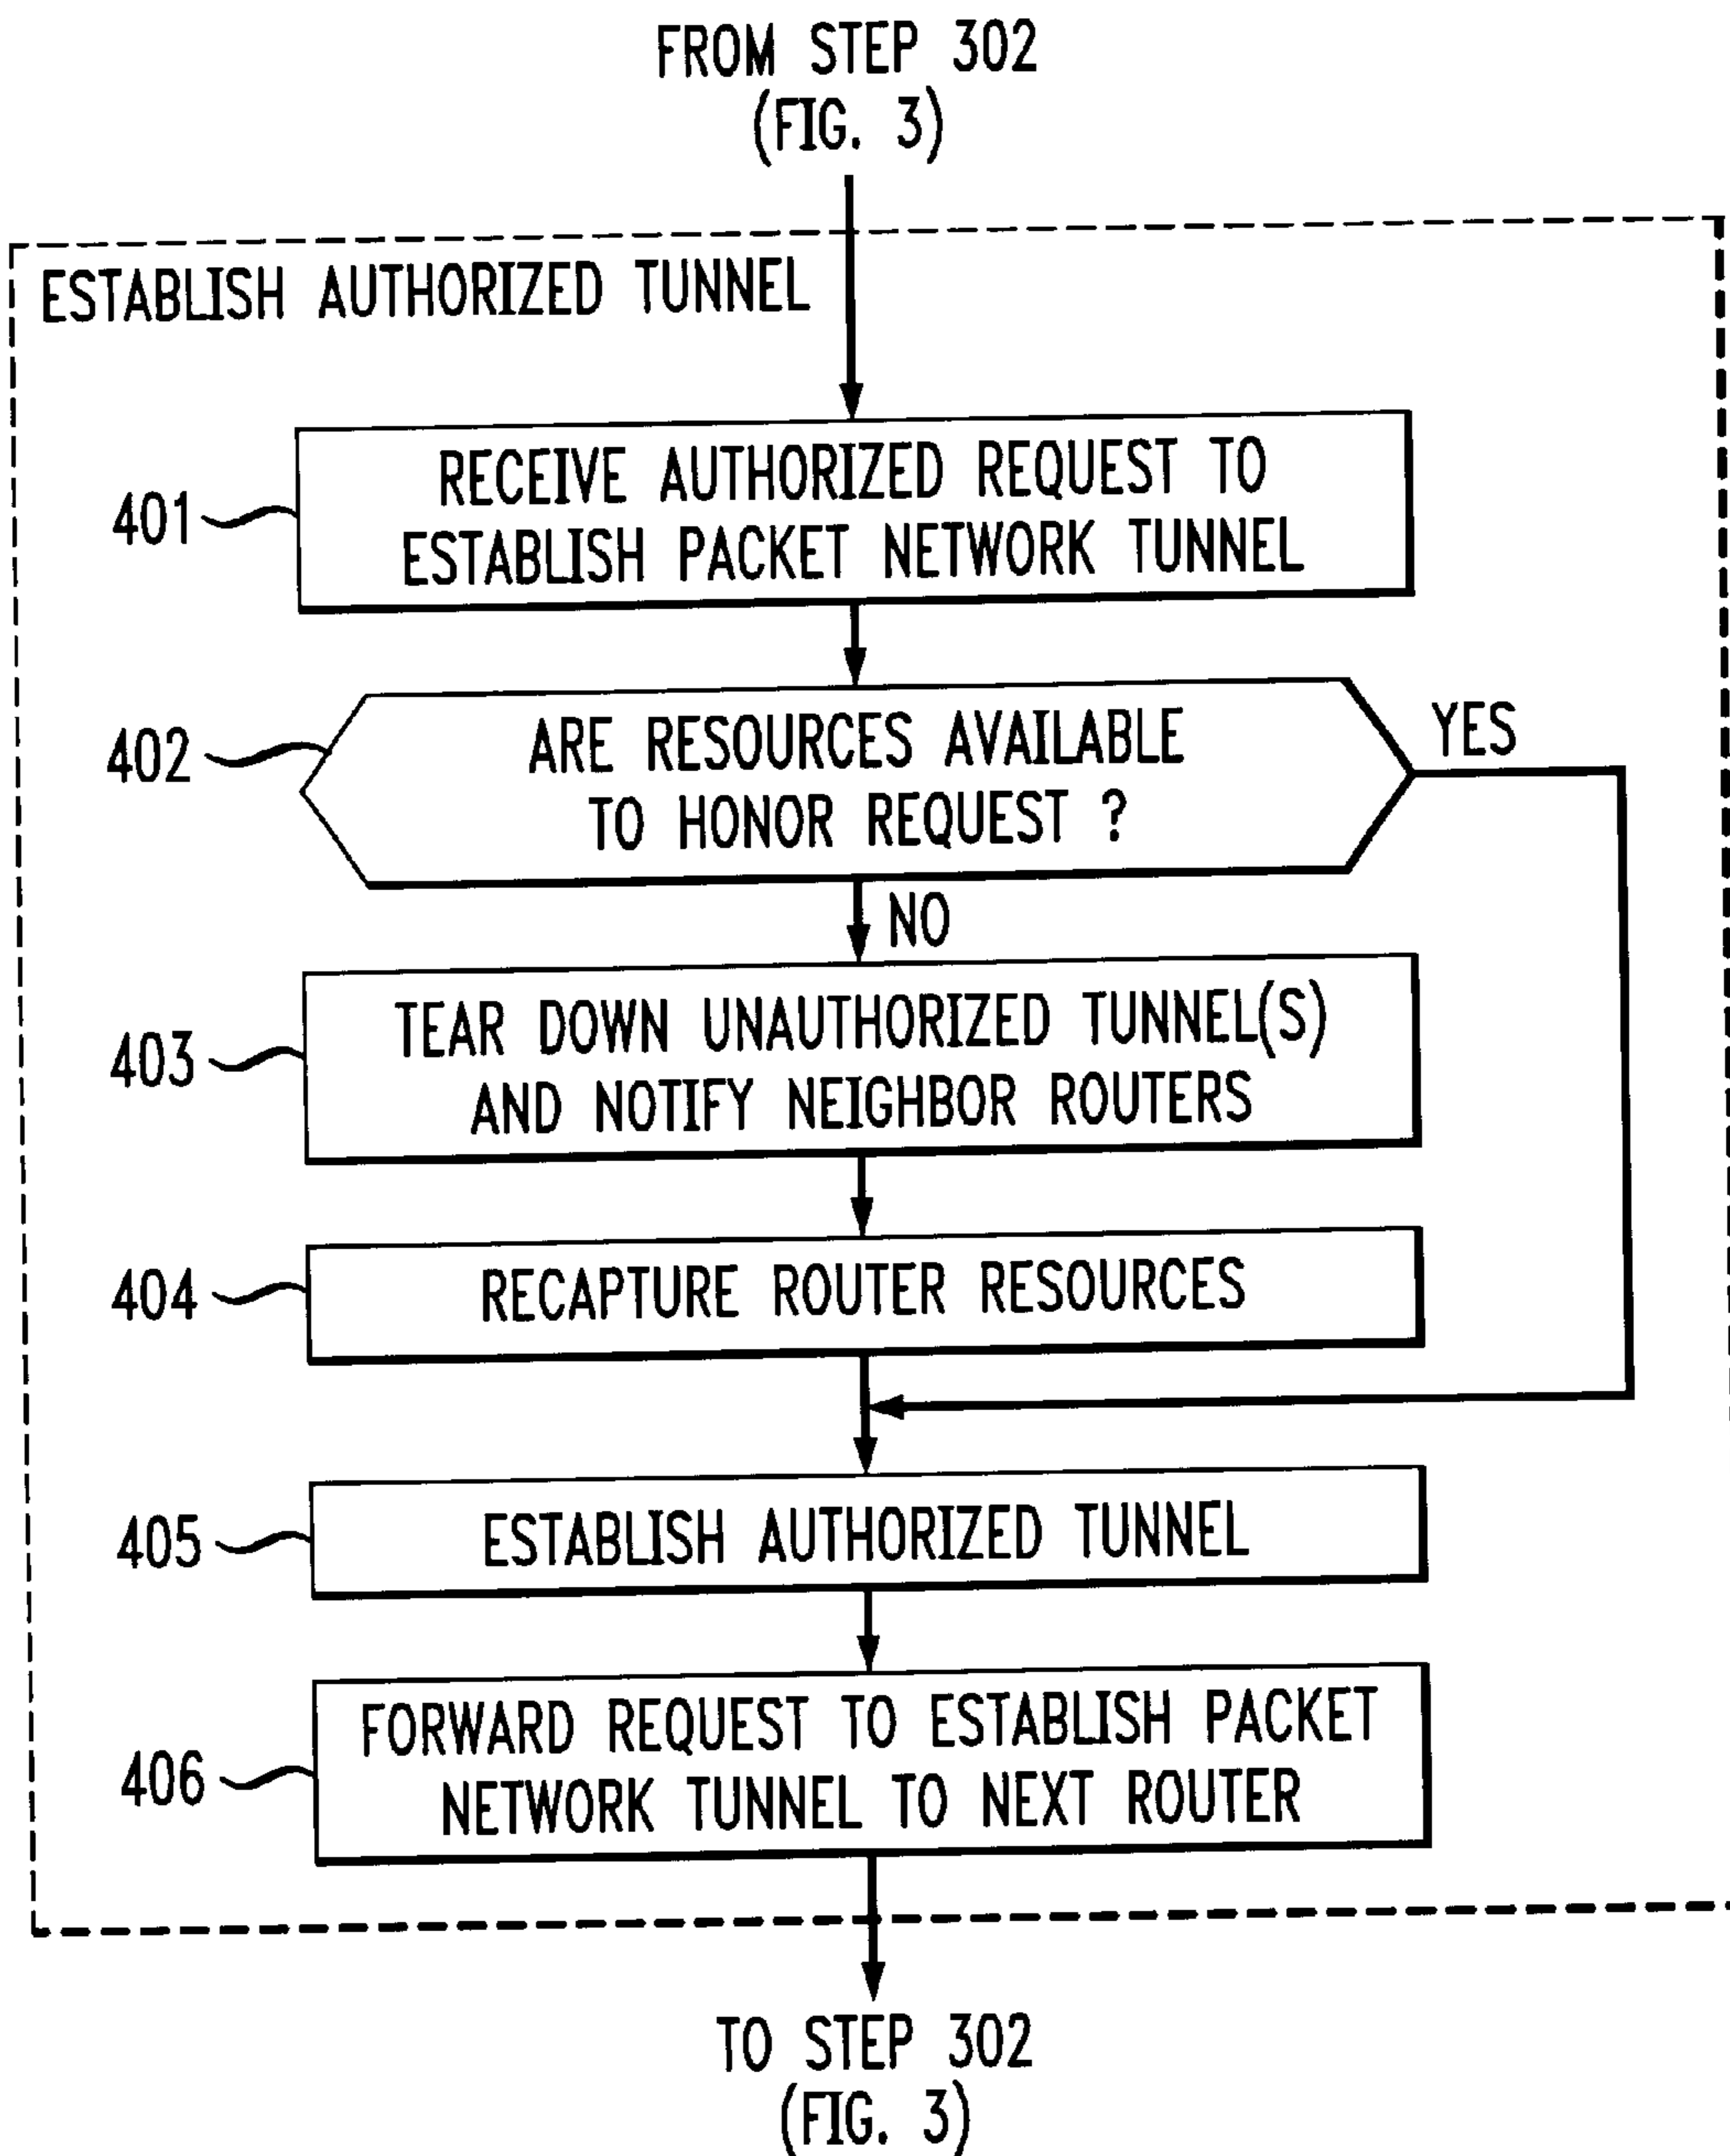 FROM STEP 302
(FIG. 3)
ESTABLISH AUTHORIZED TUNNEL
401
RECEIVE AUTHORIZED REQUEST TO
ESTABLISH PACKET NETWORK TUNNEL
402
ARE RESOURCES AVAILABLE
TO HONOR REQUEST ?
YES
NO
403
TEAR DOWN UNAUTHORIZED TUNNEL(S)
AND NOTIFY NEIGHBOR ROUTERS
404
RECAPTURE ROUTER RESOURCES
405
ESTABLISH AUTHORIZED TUNNEL
406
FORWARD REQUEST TO ESTABLISH PACKET
NETWORK TUNNEL TO NEXT ROUTER
TO STEP 302
(FIG. 3)